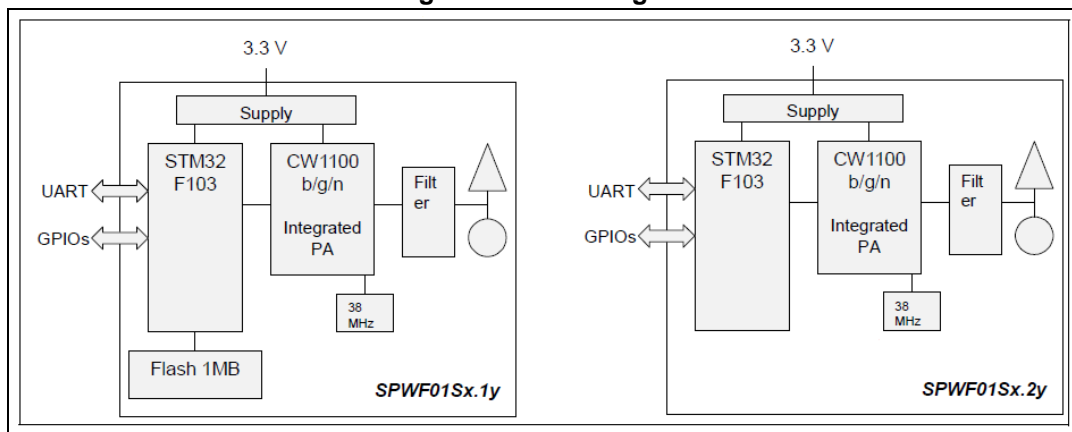 3.3 V
Supply
STM32
F103
CW1100
b/g/n
Integrated
PA
Filt
er
UART
GPIOs
38
MHz
Flash 1MB
SPWF01Sx.1y
3.3 V
Supply
STM32
F103
CW1100
b/g/n
Integrated
PA
Filt
er
UART
GPIOs
38
MHz
SPWF01Sx.2y